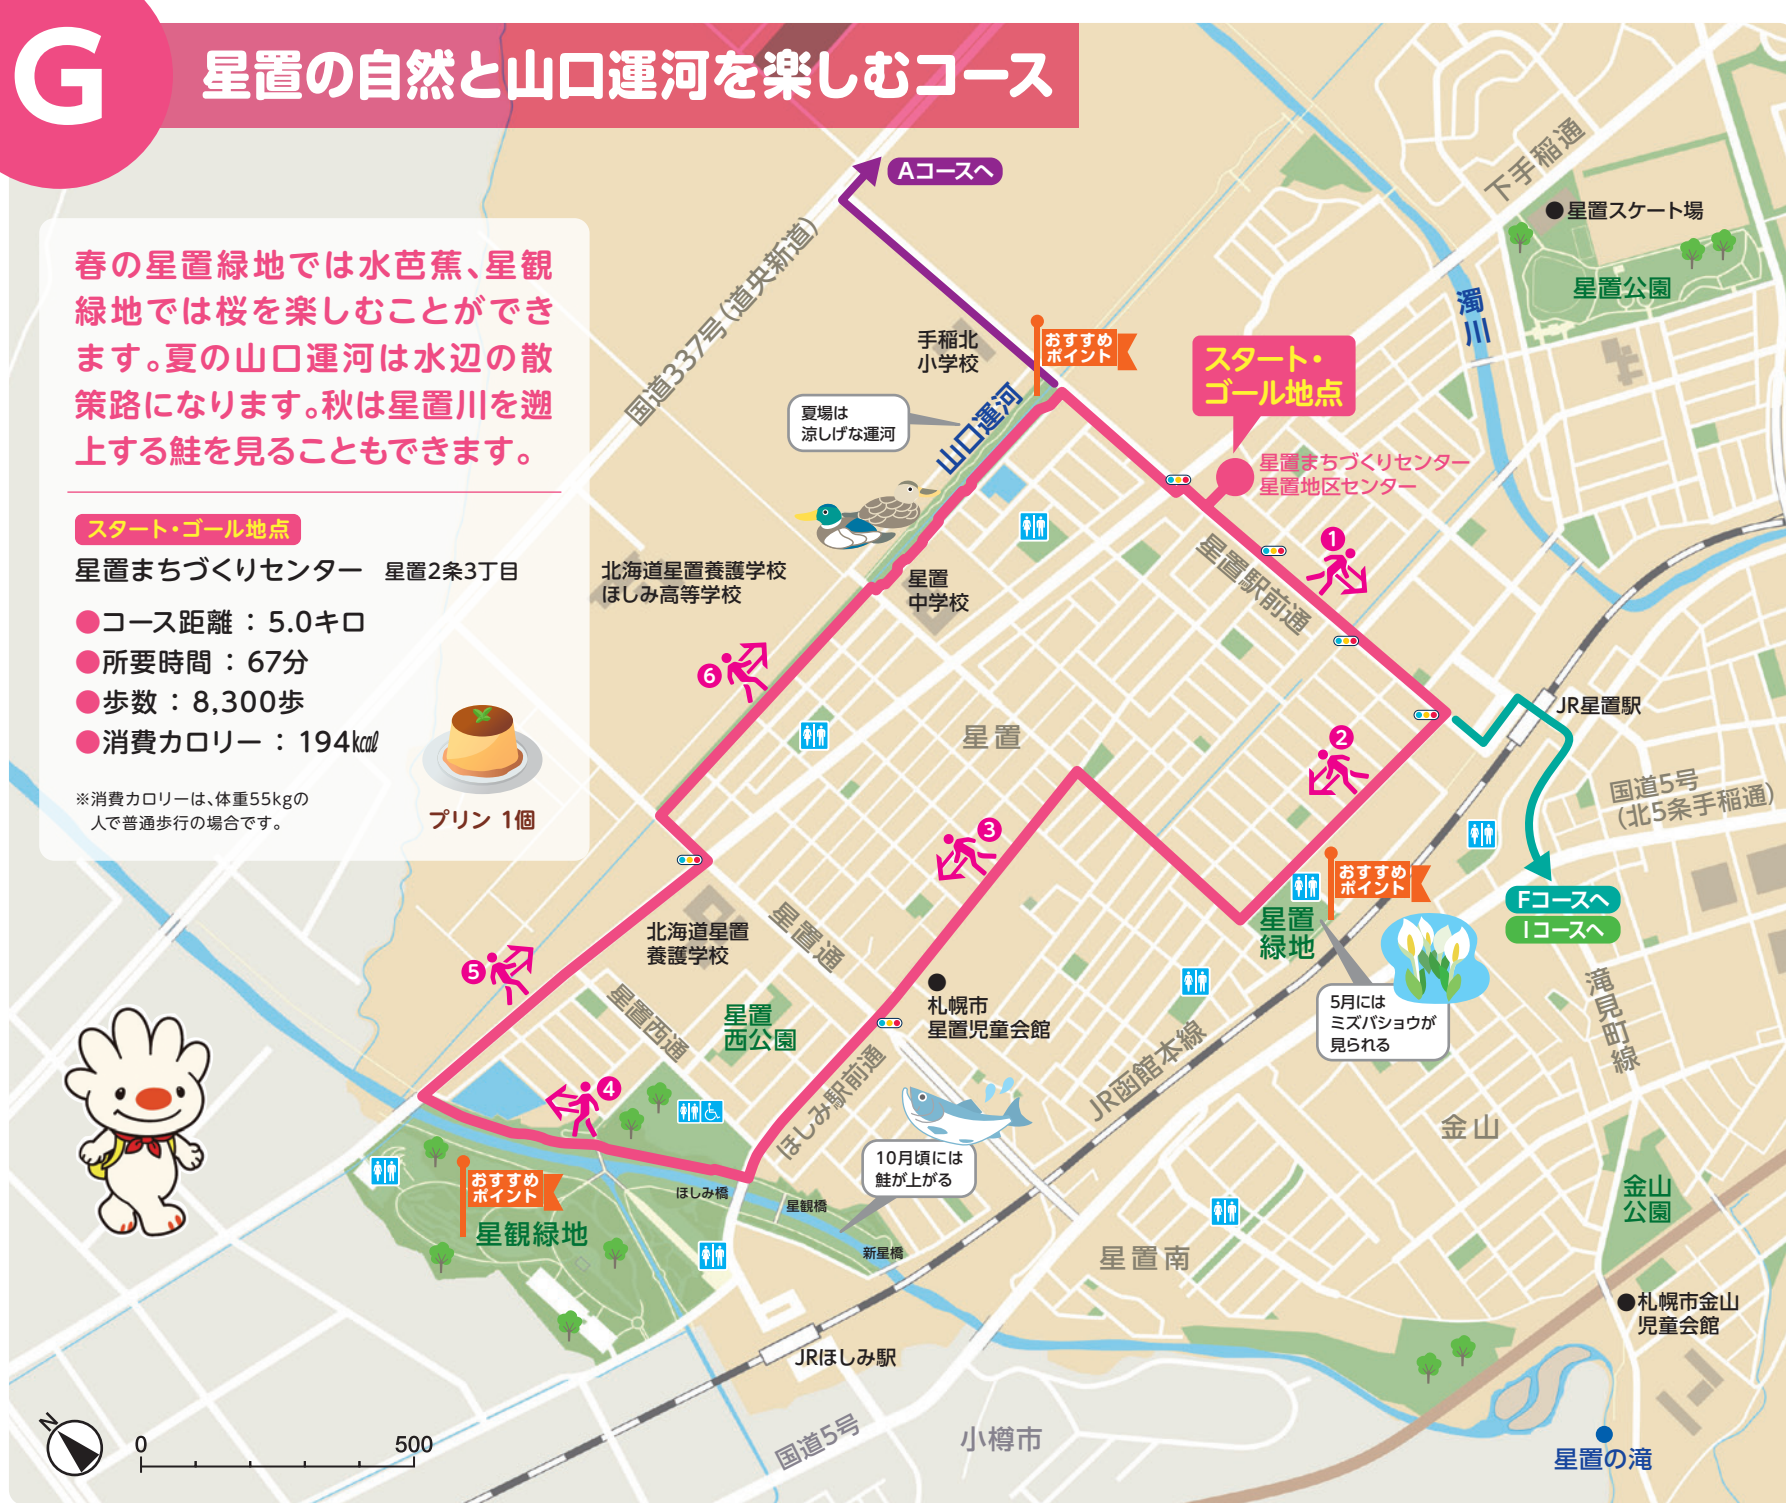 G
星置の自然と山口運河を楽しむコース
Aコースへ
春の星置緑地では水芭蕉、星観
緑地では桜を楽しむことができ
ます。夏の山口運河は水辺の散
策路になります。秋は星置川を遡
上する鮭を見ることもできます。
スタート・ゴール地点
星置まちづくりセンター 星置2条3丁目
●コース距離 : 5.0キロ
●所要時間 : 67分
●歩数 : 8,300歩
●消費カロリー : 194㎉
※消費カロリーは、体重55kgの
人で普通歩行の場合です。
プリン 1個
国道337号(道央新道)
手稲北
小学校
おすすめ
ポイント
夏場は
涼しげな運河
山口運河
スタート・
ゴール地点
星置まちづくりセンター
星置地区センター
下手稲通
星置スケート場
星置公園
濁川
北海道星置養護学校
ほしみ高等学校
星置
中学校
星置駅前通
1
2
3
4
5
6
星置
JR星置駅
国道5号
(北5条手稲通)
おすすめ
ポイント
星置
緑地
Fコースへ
Iコースへ
5月には
ミズバショウが
見られる
滝見町線
北海道星置
養護学校
星置通
星置西通
星置
西公園
札幌市
星置児童会館
ほしみ駅前通
JR函館本線
金山
金山
公園
10月頃には
鮭が上がる
おすすめ
ポイント
星観緑地
ほしみ橋
星観橋
新星橋
星置南
札幌市金山
児童会館
JRほしみ駅
国道5号
小樽市
星置の滝
N
0 500